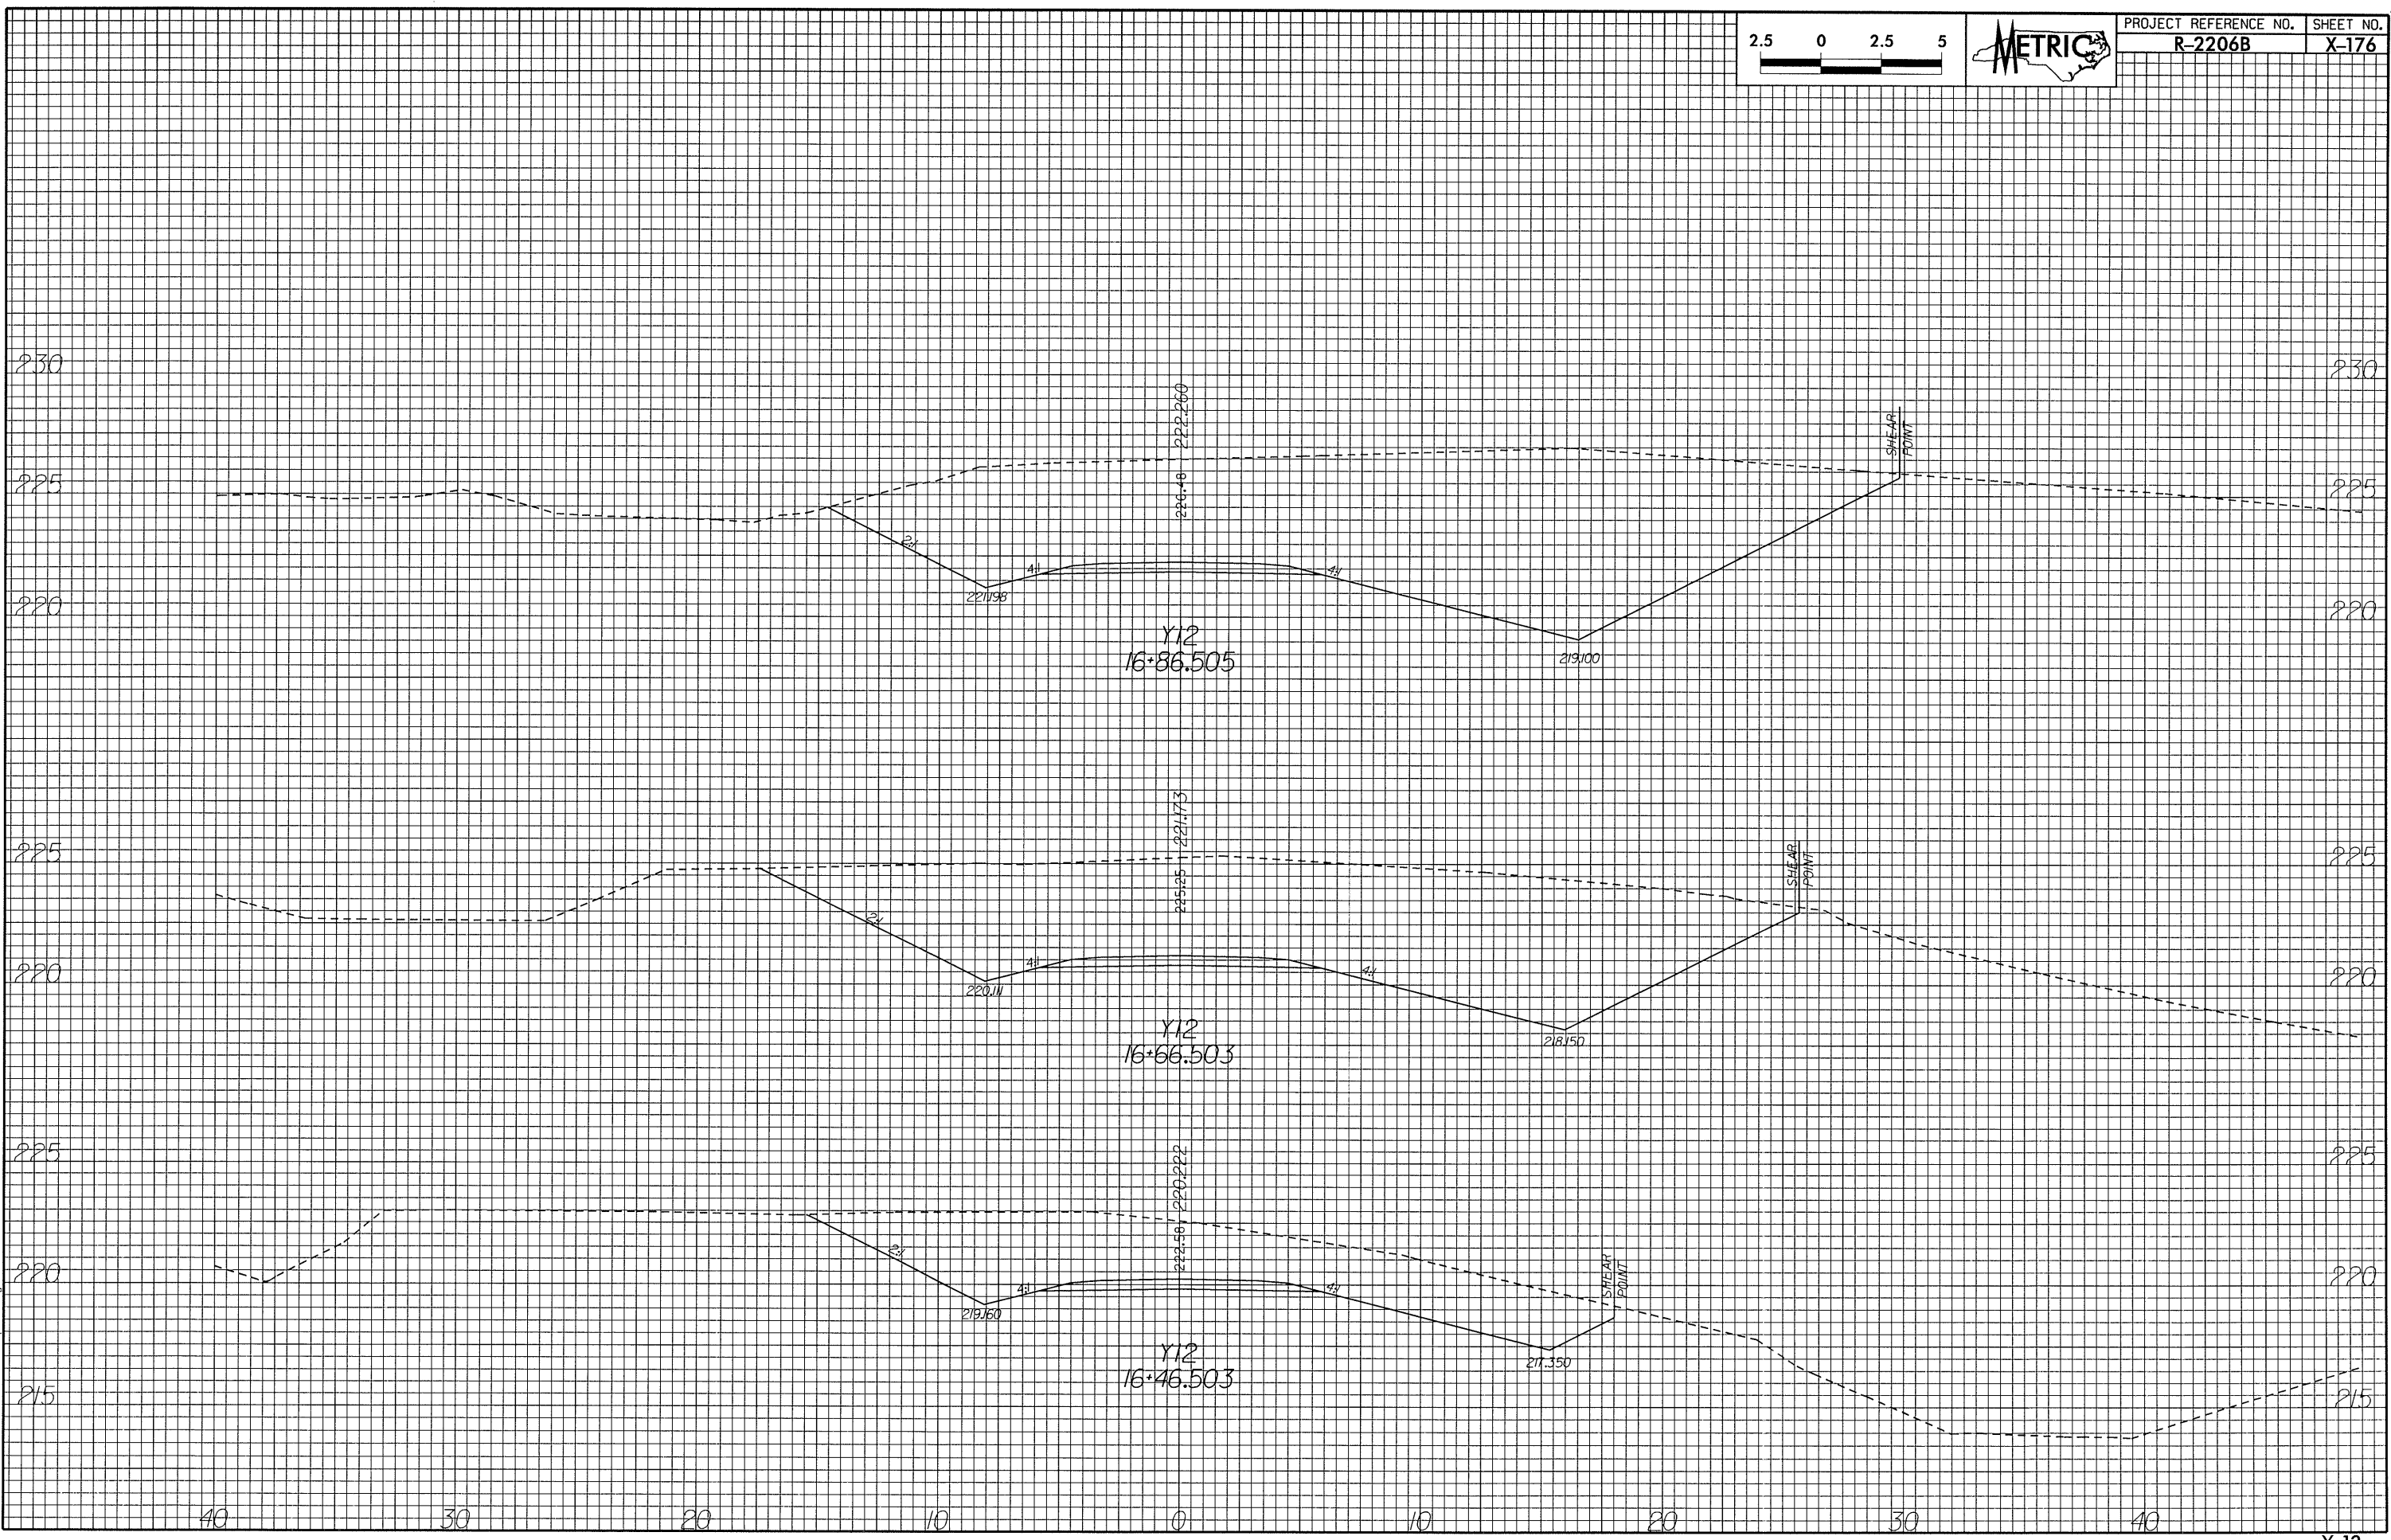 2.5 0 2.5 5
METRIC
PROJECT REFERENCE NO. SHEET NO.
R-2206B X-176
230 230
222.260
SHEAR POINT
225 225
226.48
2:1
4:1 4:1
221.198
220 220
Y12
16+86.505
219.100
221.173
225 225
SHEAR POINT
225.25
2:1
4:1 4:1
220 220
220.111
Y12
16+66.503
218.150
225 225
220.222
222.58
2:1
SHEAR POINT
220 220
4:1 4:1
219.160
Y12
16+46.503
217.350
215 215
40 30 20 10 0 10 20 30 40